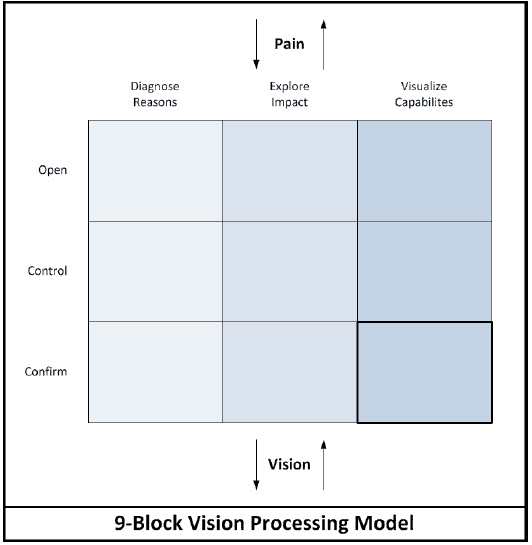 Pain
Diagnose
Reasons
Explore
Impact
Visualize
Capabilites
Open
Control
Confirm
Vision
9-Block Vision Processing Model